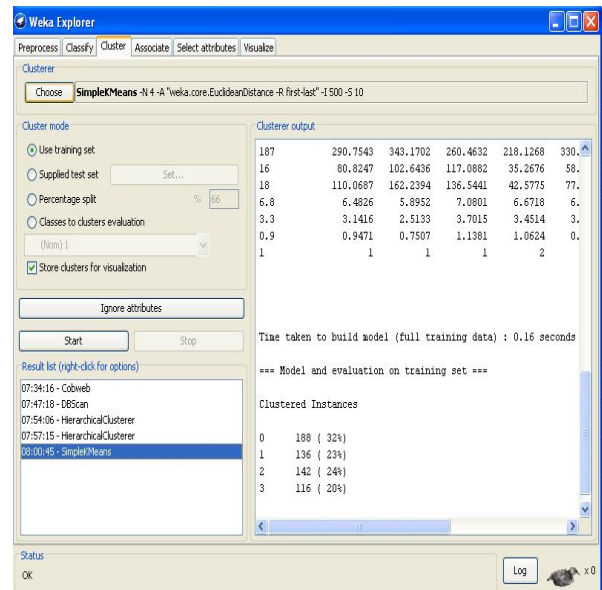 Weka Explorer
Preprocess Classify Cluster Associate Select attributes Visualize
Clusterer
Choose SimpleKMeans -N 4 -A "weka.core.EuclideanDistance -R first-last" -I 500 -S 10
Cluster mode
Use training set
Supplied test set Set...
Percentage split % 66
Classes to clusters evaluation
(Nom) 1
Store clusters for visualization
Ignore attributes
Start Stop
Result list (right-click for options)
07:34:16 - Cobweb
07:47:18 - DBScan
07:54:06 - HierarchicalClusterer
07:57:15 - HierarchicalClusterer
08:00:45 - SimpleKMeans
Clusterer output
187 290.7543 343.1702 260.4632 218.1268 330.
16 80.8247 102.6436 117.0882 35.2676 58.
18 110.0687 162.2394 136.5441 42.5775 77.
6.8 6.4826 5.8952 7.0801 6.6718 6.
3.3 3.1416 2.5133 3.7015 3.4514 3.
0.9 0.9471 0.7507 1.1381 1.0624 0.
1 1 1 1 2
Time taken to build model (full training data) : 0.16 seconds
=== Model and evaluation on training set ===
Clustered Instances
0 188 ( 32%)
1 136 ( 23%)
2 142 ( 24%)
3 116 ( 20%)
Status
OK
Log
x 0